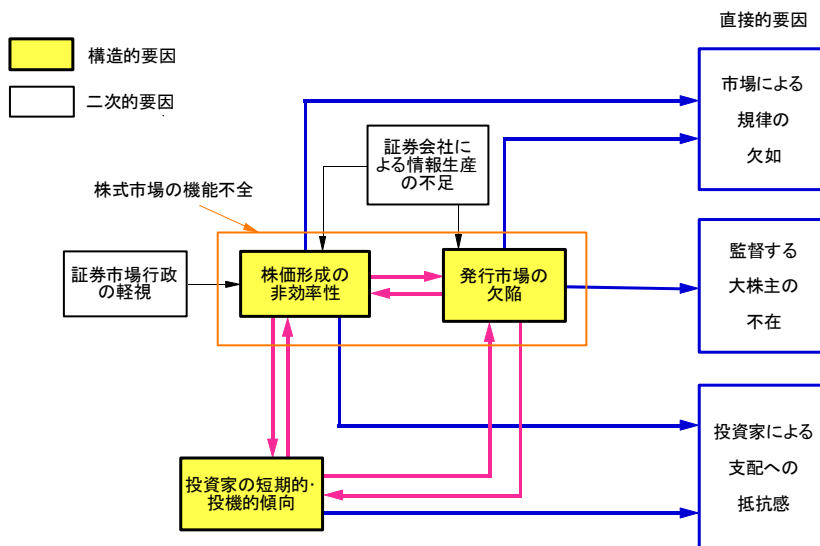 直接的要因
構造的要因
二次的要因
市場による
規律の
欠如
証券会社に
よる情報生産
の不足
株式市場の機能不全
証券市場行政
の軽視
株価形成の
非効率性
発行市場の
欠陥
監督する
大株主の
不在
投資家の短期的・
投機的傾向
投資家による
支配への
抵抗感